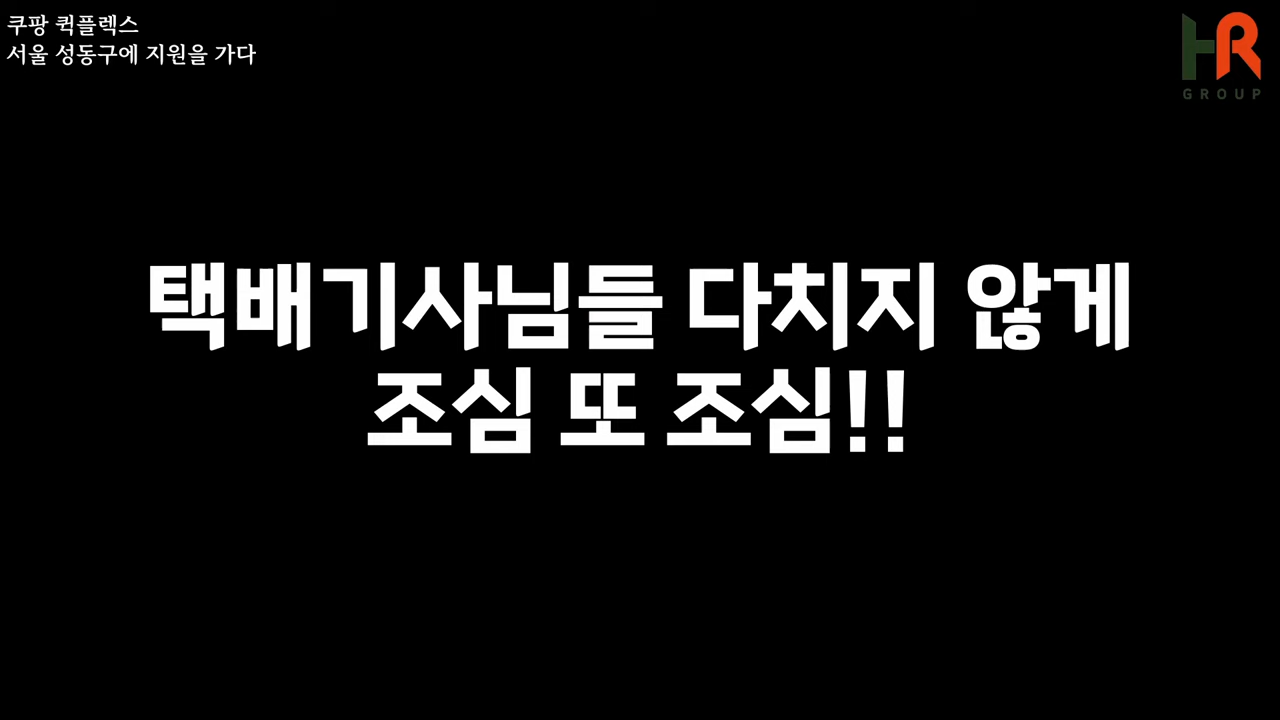 쿠팡 퀵플렉스
서울 성동구에 지원을 가다
HR
GROUP
택배기사님들 다치지 않게
조심 또 조심!!